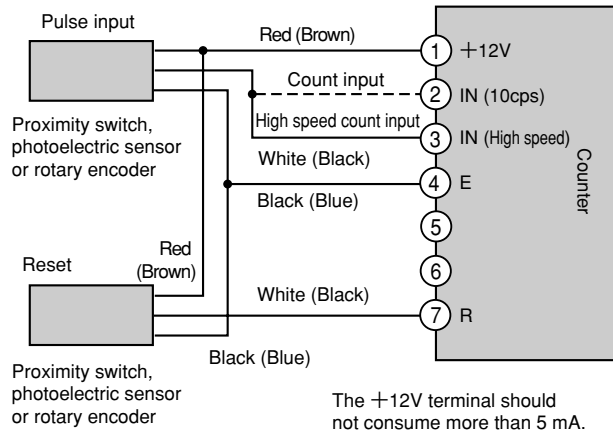 Pulse input
Red (Brown)
1
+12V
Count input
2
IN (10cps)
High speed count input
3
IN (High speed)
Proximity switch,
photoelectric sensor
or rotary encoder
White (Black)
4
E
Black (Blue)
Counter
5
Red
(Brown)
6
Reset
White (Black)
7
R
Black (Blue)
Proximity switch,
photoelectric sensor
or rotary encoder
The +12V terminal should
not consume more than 5 mA.